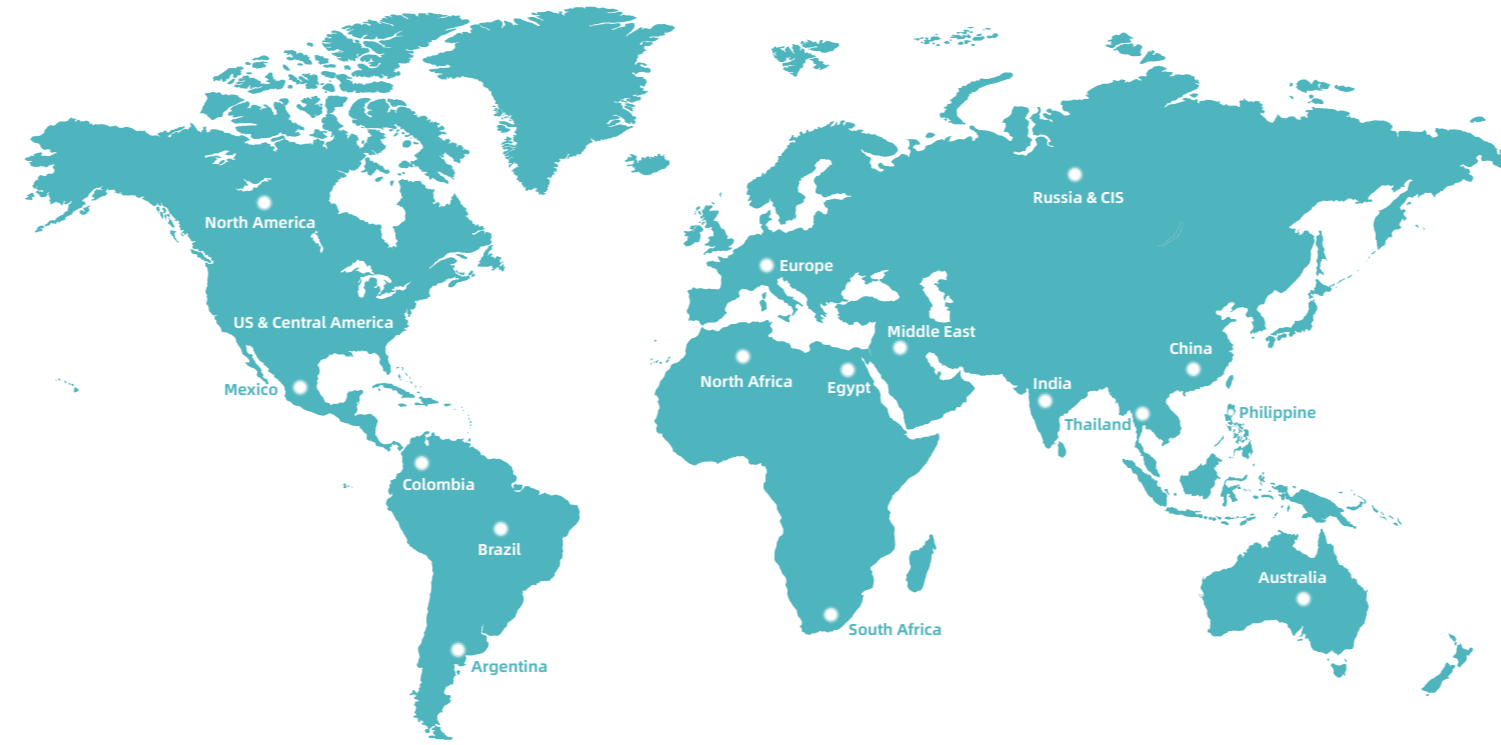 Russia & CIS
North America
Europe
US & Central America
Middle East
China
North Africa
Egypt
India
Mexico
Thailand
Philippine
Colombia
Brazil
Australia
South Africa
Argentina